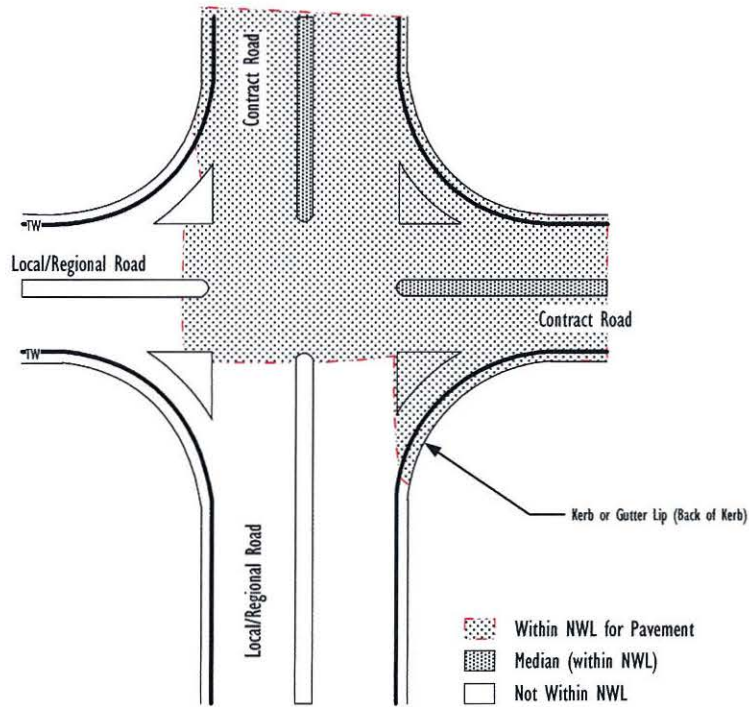 Contract Road
TW
Local/Regional Road
Contract Road
TW
Kerb or Gutter Lip (Back of Kerb)
Local/Regional Road
Within NWL for Pavement
Median (within NWL)
Not Within NWL